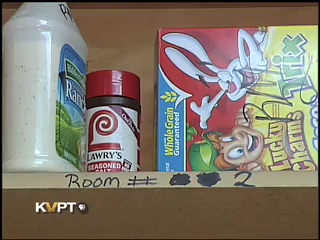 Ranch
LAWRY'S
SEASONED
SALT
Whole Grain
Guaranteed
Trix
Lucky
Charms
Room # 2
KVPT